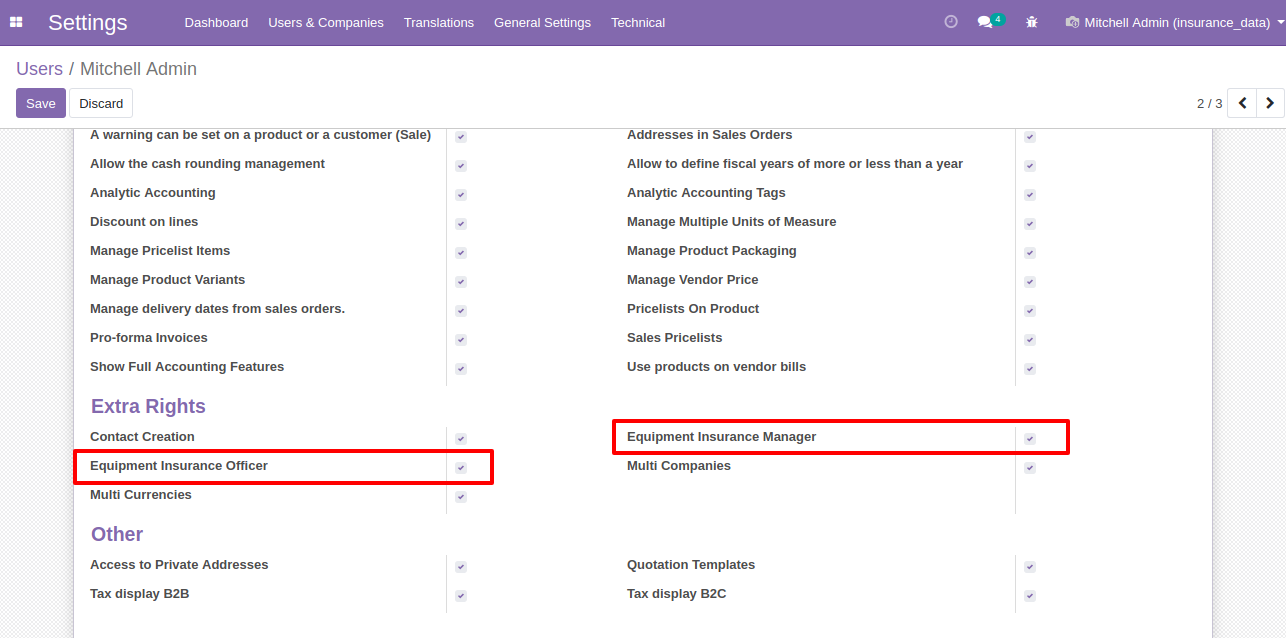 Settings Dashboard Users & Companies Translations General Settings Technical 4 Mitchell Admin (insurance_data)
Users / Mitchell Admin
Save Discard 2 / 3
A warning can be set on a product or a customer (Sale) Addresses in Sales Orders
Allow the cash rounding management Allow to define fiscal years of more or less than a year
Analytic Accounting Analytic Accounting Tags
Discount on lines Manage Multiple Units of Measure
Manage Pricelist Items Manage Product Packaging
Manage Product Variants Manage Vendor Price
Manage delivery dates from sales orders. Pricelists On Product
Pro-forma Invoices Sales Pricelists
Show Full Accounting Features Use products on vendor bills
Extra Rights
Contact Creation Equipment Insurance Manager
Equipment Insurance Officer Multi Companies
Multi Currencies
Other
Access to Private Addresses Quotation Templates
Tax display B2B Tax display B2C